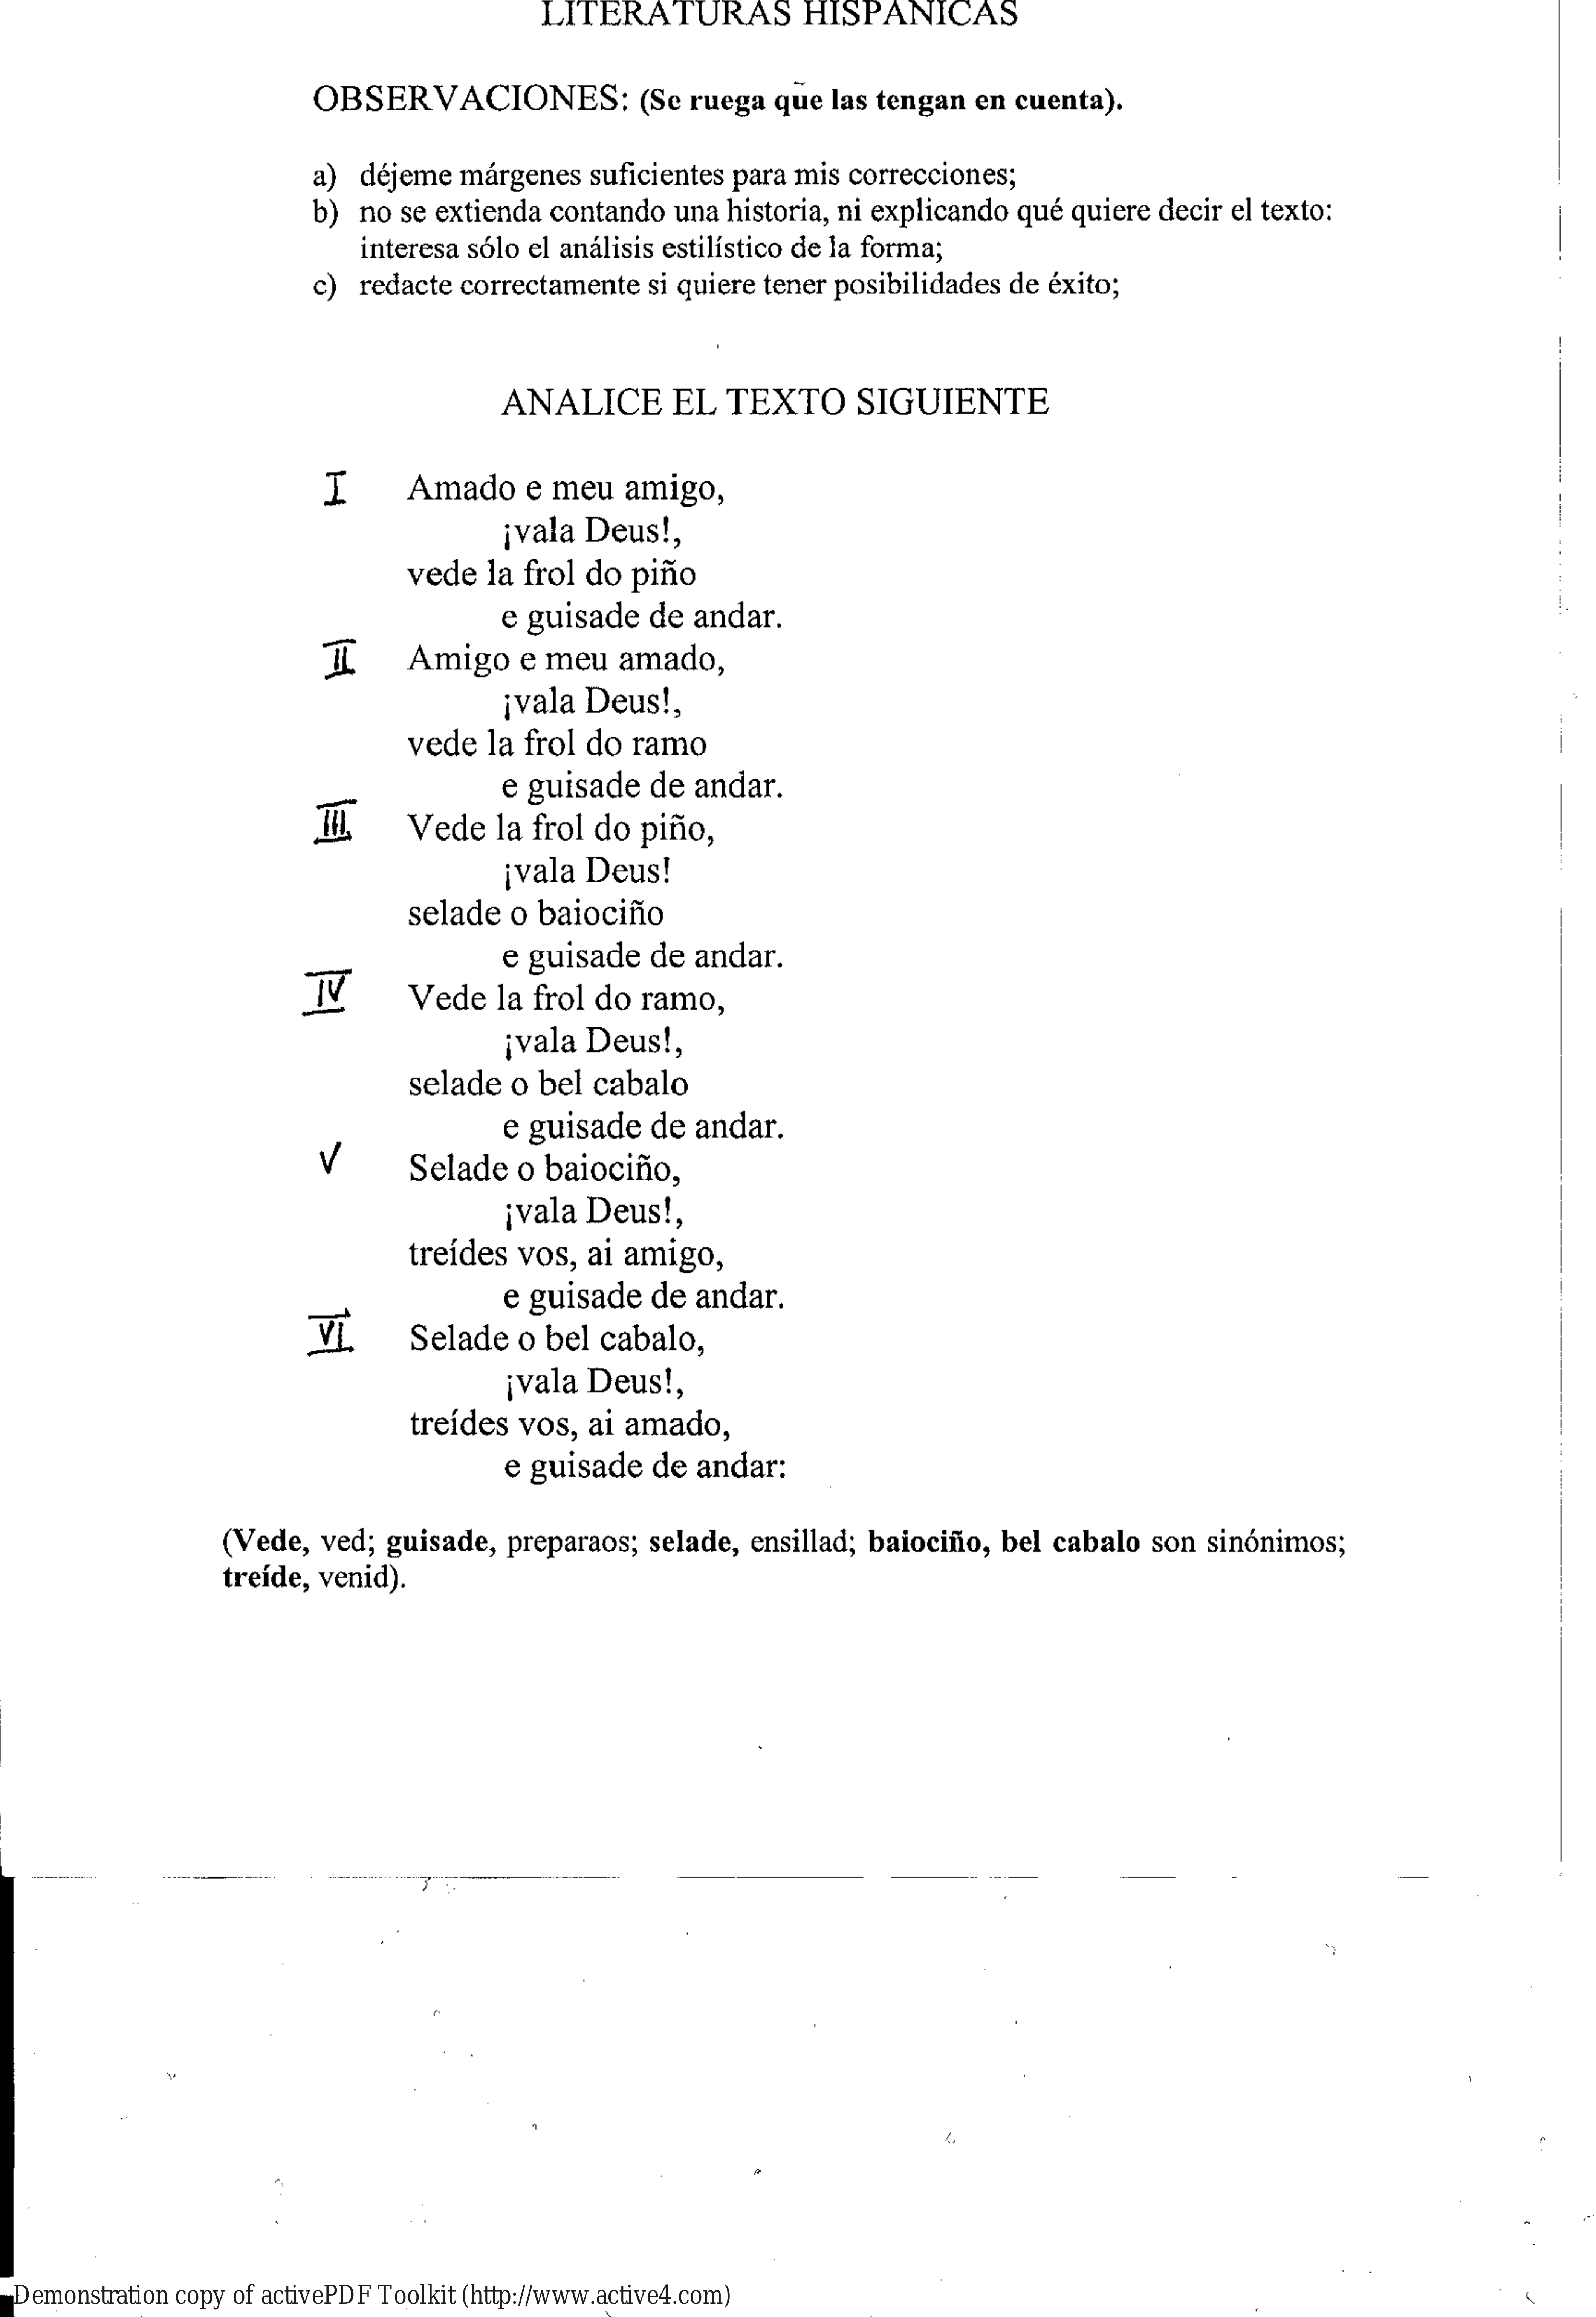 LITERATURAS HISPÁNICAS
OBSERVACIONES: (Se ruega que las tengan en cuenta).
a) déjeme márgenes suficientes para mis correcciones;
b) no se extienda contando una historia, ni explicando qué quiere decir el texto:
interesa sólo el análisis estilístico de la forma;
c) redacte correctamente si quiere tener posibilidades de éxito;
ANALICE EL TEXTO SIGUIENTE
I Amado e meu amigo,
¡vala Deus!,
vede la frol do piño
e guisade de andar.
II Amigo e meu amado,
¡vala Deus!,
vede la frol do ramo
e guisade de andar.
III Vede la frol do piño,
¡vala Deus!
selade o baiociño
e guisade de andar.
IV Vede la frol do ramo,
¡vala Deus!,
selade o bel cabalo
e guisade de andar.
V Selade o baiociño,
¡vala Deus!,
treídes vos, ai amigo,
e guisade de andar.
VI Selade o bel cabalo,
¡vala Deus!,
treídes vos, ai amado,
e guisade de andar:
(Vede, ved; guisade, preparaos; selade, ensillad; baiociño, bel cabalo son sinónimos;
treíde, venid).
Demonstration copy of activePDF Toolkit (http://www.active4.com)